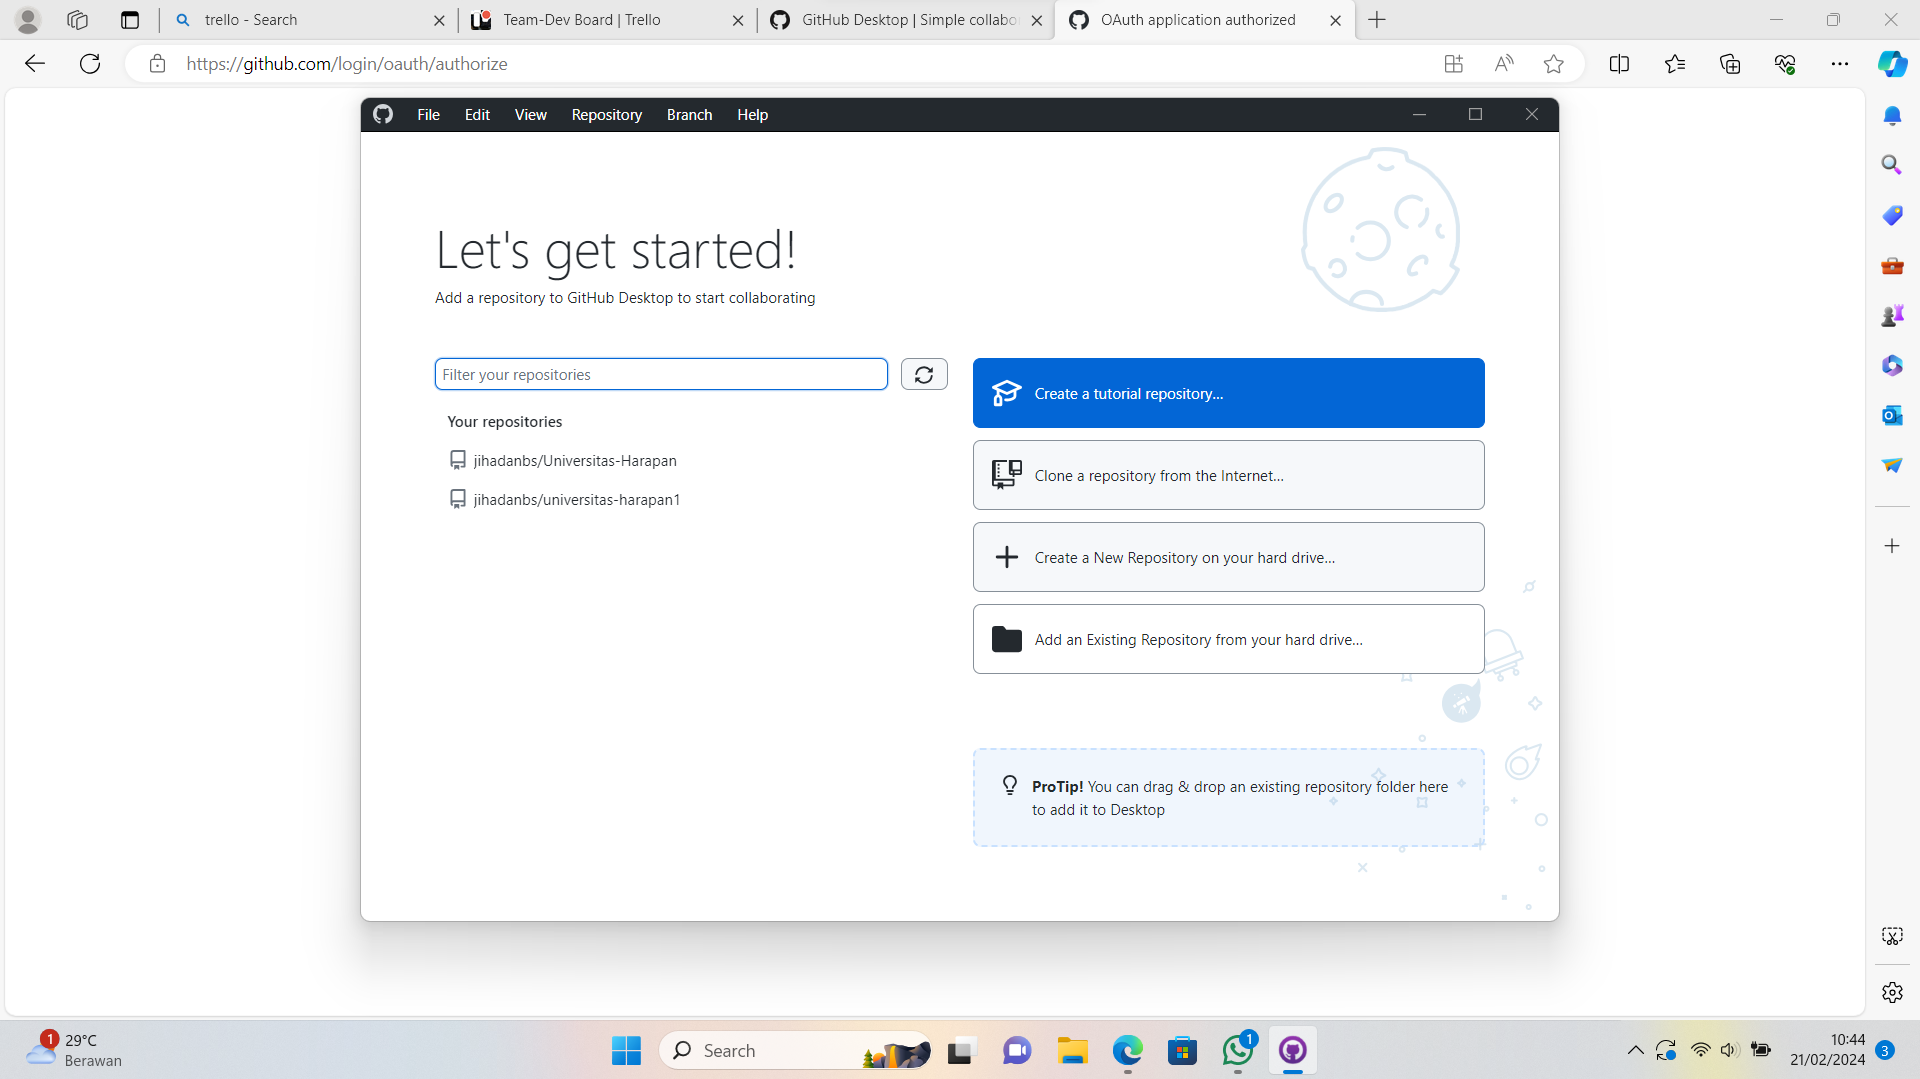 trello - Search
Team-Dev Board | Trello
GitHub Desktop | Simple collabo
OAuth application authorized
https://github.com/login/oauth/authorize
File Edit View Repository Branch Help
Let's get started!
Add a repository to GitHub Desktop to start collaborating
Filter your repositories
Your repositories
jihadanbs/Universitas-Harapan
jihadanbs/universitas-harapan1
Create a tutorial repository...
Clone a repository from the Internet...
Create a New Repository on your hard drive...
Add an Existing Repository from your hard drive...
ProTip! You can drag & drop an existing repository folder here
to add it to Desktop
1
29°C
Berawan
Search
1
10:44
21/02/2024
3